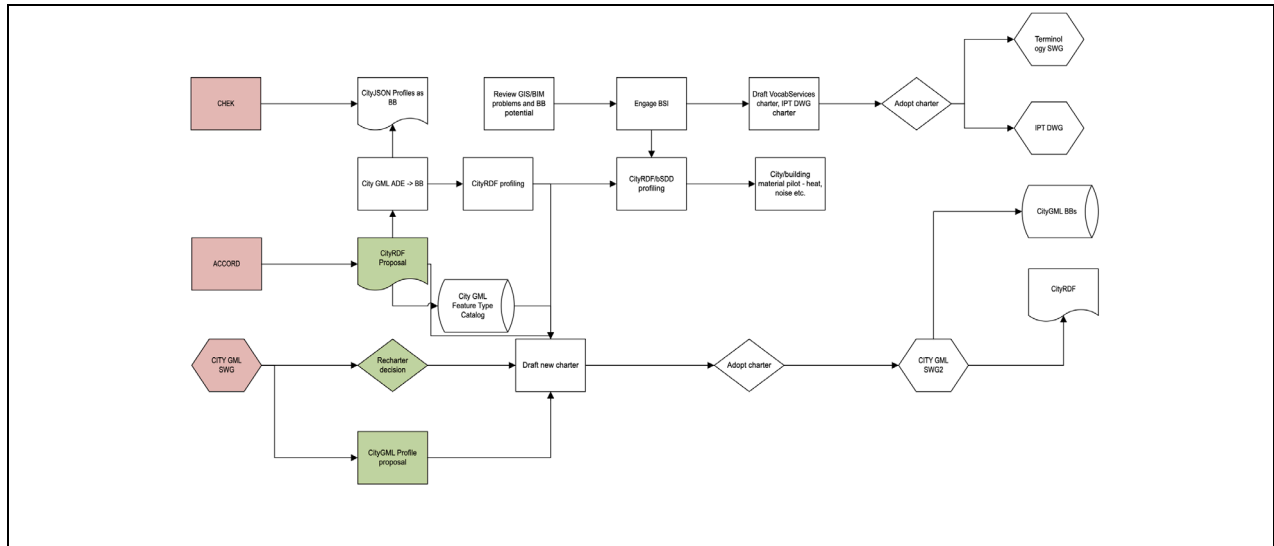 Terminol
ogy SWG
CHEK
CityJSON Profiles as
BB
Review GIS/BIM
problems and BB
potential
Engage BSI
Draft VocabServices
charter, IPT DWG
charter
Adopt charter
IPT DWG
City GML ADE -> BB
CityRDF profiling
CityRDF/bSDD
profiling
City/building
material pilot - heat,
noise etc.
CityGML BBs
ACCORD
CityRDF
Proposal
City GML
Feature Type
Catalog
CityRDF
CITY GML
SWG
Recharter
decision
Draft new charter
Adopt charter
CITY GML
SWG2
CityGML Profile
proposal